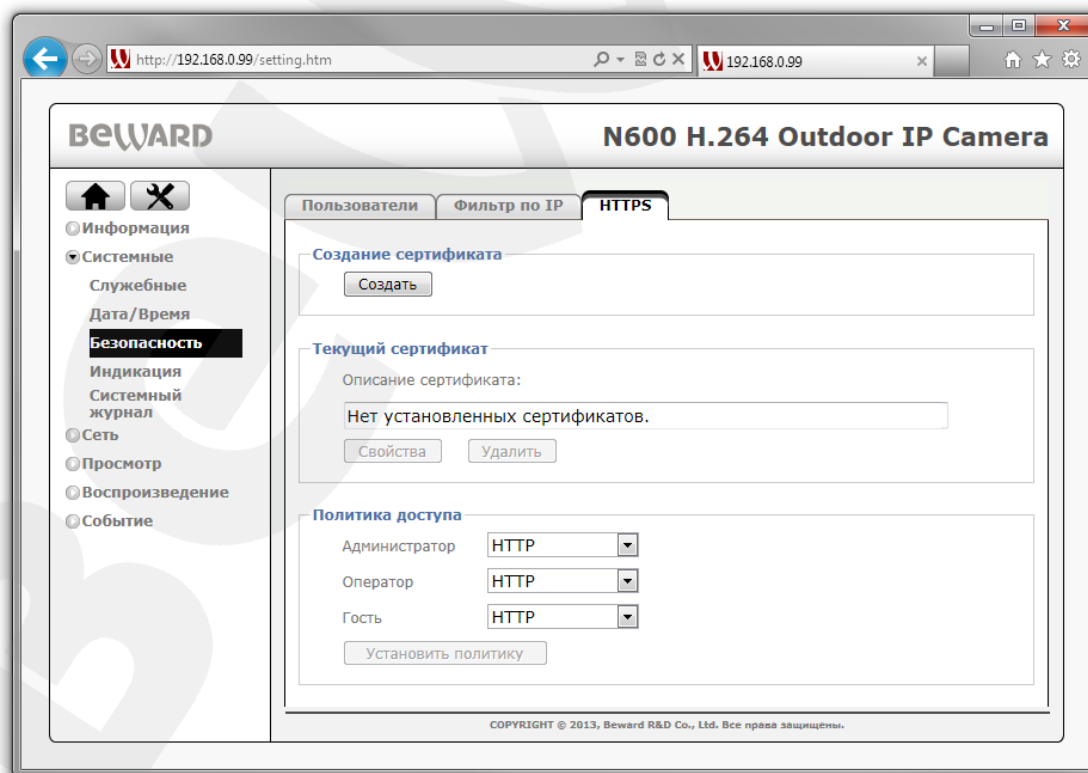 http://192.168.0.99/setting.htm
192.168.0.99
BEWARD
N600 H.264 Outdoor IP Camera
Информация
Системные
Служебные
Дата/Время
Безопасность
Индикация
Системный
журнал
Сеть
Просмотр
Воспроизведение
Событие
Пользователи
Фильтр по IP
HTTPS
Создание сертификата
Создать
Текущий сертификат
Описание сертификата:
Нет установленных сертификатов.
Свойства
Удалить
Политика доступа
Администратор
HTTP
Оператор
HTTP
Гость
HTTP
Установить политику
COPYRIGHT © 2013, Beward R&D Co., Ltd. Все права защищены.